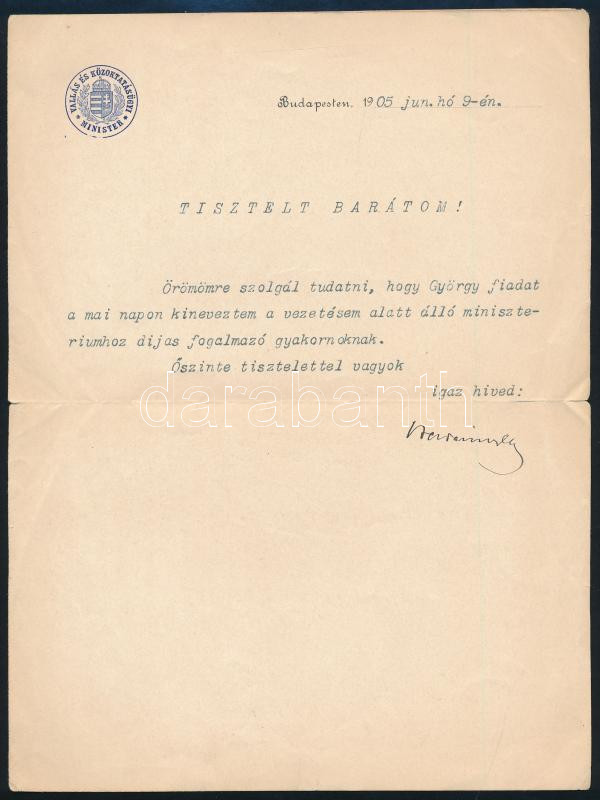 VALLÁS ÉS KÖZOKTATÁSÜGYI
* MINISTER *
Budapesten, 1905 jun. hó 9-én.
TISZTELT BARÁTOM!
Örömömre szolgál tudatni, hogy György fiadat
a mai napon kineveztem a vezetésem alatt álló miniszte-
riumhoz dijas fogalmazó gyakornoknak.
Őszinte tisztelettel vagyok
igaz hived:
darabanth